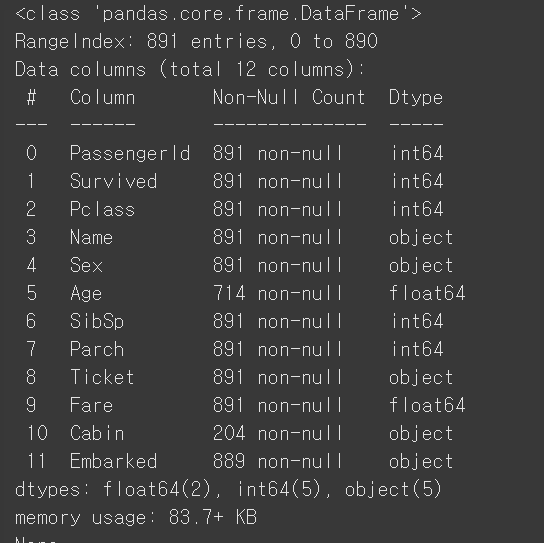 <class 'pandas.core.frame.DataFrame'>
RangeIndex: 891 entries, 0 to 890
Data columns (total 12 columns):
 #   Column       Non-Null Count  Dtype
---  ------       --------------  -----
 0   PassengerId  891 non-null    int64
 1   Survived     891 non-null    int64
 2   Pclass       891 non-null    int64
 3   Name         891 non-null    object
 4   Sex          891 non-null    object
 5   Age          714 non-null    float64
 6   SibSp        891 non-null    int64
 7   Parch        891 non-null    int64
 8   Ticket       891 non-null    object
 9   Fare         891 non-null    float64
 10  Cabin        204 non-null    object
 11  Embarked     889 non-null    object
dtypes: float64(2), int64(5), object(5)
memory usage: 83.7+ KB
None